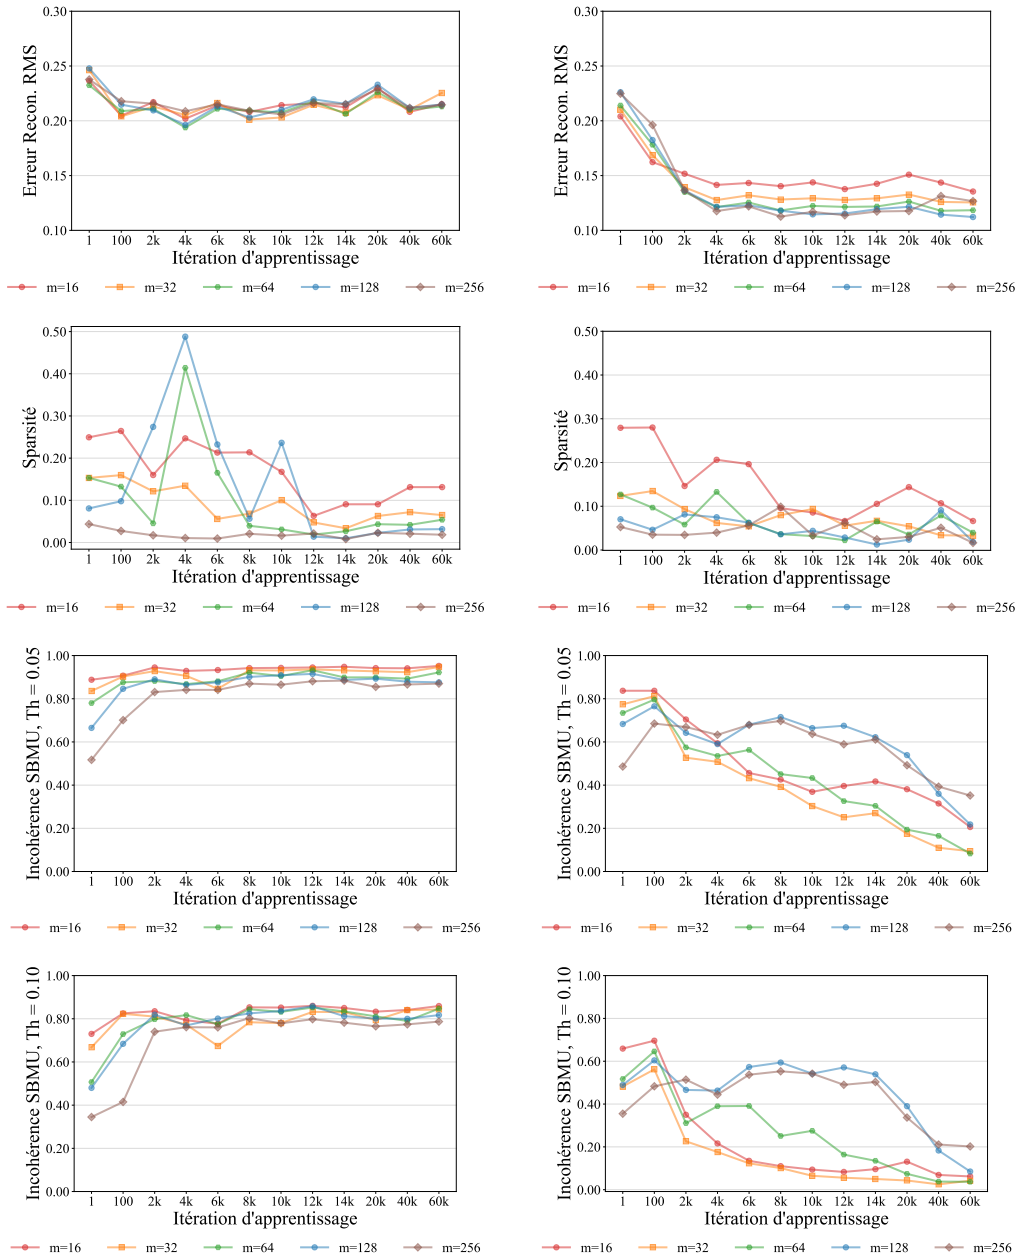 0.30
0.25
0.20
0.15
0.10
Erreur Recon. RMS
1 100 2k 4k 6k 8k 10k 12k 14k 20k 40k 60k
Itération d'apprentissage
m=16 m=32 m=64 m=128 m=256
0.30
0.25
0.20
0.15
0.10
Erreur Recon. RMS
1 100 2k 4k 6k 8k 10k 12k 14k 20k 40k 60k
Itération d'apprentissage
m=16 m=32 m=64 m=128 m=256
0.50
0.40
0.30
0.20
0.10
0.00
Sparsité
1 100 2k 4k 6k 8k 10k 12k 14k 20k 40k 60k
Itération d'apprentissage
m=16 m=32 m=64 m=128 m=256
0.50
0.40
0.30
0.20
0.10
0.00
Sparsité
1 100 2k 4k 6k 8k 10k 12k 14k 20k 40k 60k
Itération d'apprentissage
m=16 m=32 m=64 m=128 m=256
1.00
0.80
0.60
0.40
0.20
0.00
Incohérence SBMU, Th = 0.05
1 100 2k 4k 6k 8k 10k 12k 14k 20k 40k 60k
Itération d'apprentissage
m=16 m=32 m=64 m=128 m=256
1.00
0.80
0.60
0.40
0.20
0.00
Incohérence SBMU, Th = 0.05
1 100 2k 4k 6k 8k 10k 12k 14k 20k 40k 60k
Itération d'apprentissage
m=16 m=32 m=64 m=128 m=256
1.00
0.80
0.60
0.40
0.20
0.00
Incohérence SBMU, Th = 0.10
1 100 2k 4k 6k 8k 10k 12k 14k 20k 40k 60k
Itération d'apprentissage
m=16 m=32 m=64 m=128 m=256
1.00
0.80
0.60
0.40
0.20
0.00
Incohérence SBMU, Th = 0.10
1 100 2k 4k 6k 8k 10k 12k 14k 20k 40k 60k
Itération d'apprentissage
m=16 m=32 m=64 m=128 m=256